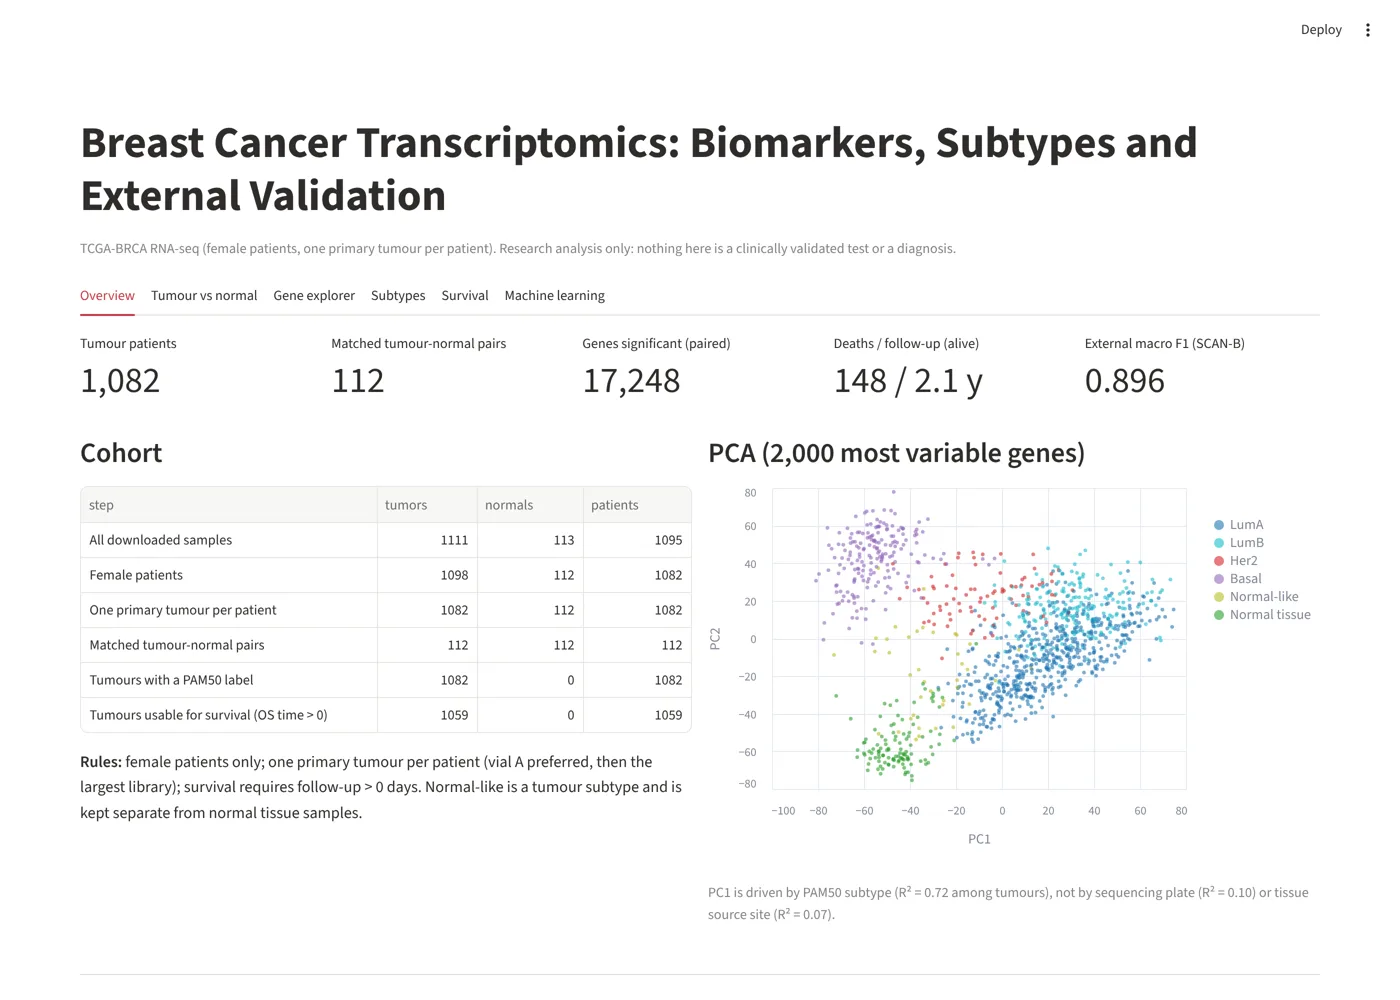 Deploy
Breast Cancer Transcriptomics: Biomarkers, Subtypes and
External Validation
TCGA-BRCA RNA-seq (female patients, one primary tumour per patient). Research analysis only: nothing here is a clinically validated test or a diagnosis.
Overview Tumour vs normal Gene explorer Subtypes Survival Machine learning
Tumour patients Matched tumour-normal pairs Genes significant (paired) Deaths / follow-up (alive) External macro F1 (SCAN-B)
1,082 112 17,248 148 / 2.1 y 0.896
Cohort
step tumors normals patients
All downloaded samples 1111 113 1095
Female patients 1098 112 1082
One primary tumour per patient 1082 112 1082
Matched tumour-normal pairs 112 112 112
Tumours with a PAM50 label 1082 0 1082
Tumours usable for survival (OS time > 0) 1059 0 1059
Rules: female patients only; one primary tumour per patient (vial A preferred, then the
largest library); survival requires follow-up > 0 days. Normal-like is a tumour subtype and is
kept separate from normal tissue samples.
PCA (2,000 most variable genes)
80
60
40
20
0
−20
−40
−60
−80
PC2
−100 −80 −60 −40 −20 0 20 40 60 80
PC1
LumA
LumB
Her2
Basal
Normal-like
Normal tissue
PC1 is driven by PAM50 subtype (R² = 0.72 among tumours), not by sequencing plate (R² = 0.10) or tissue
source site (R² = 0.07).